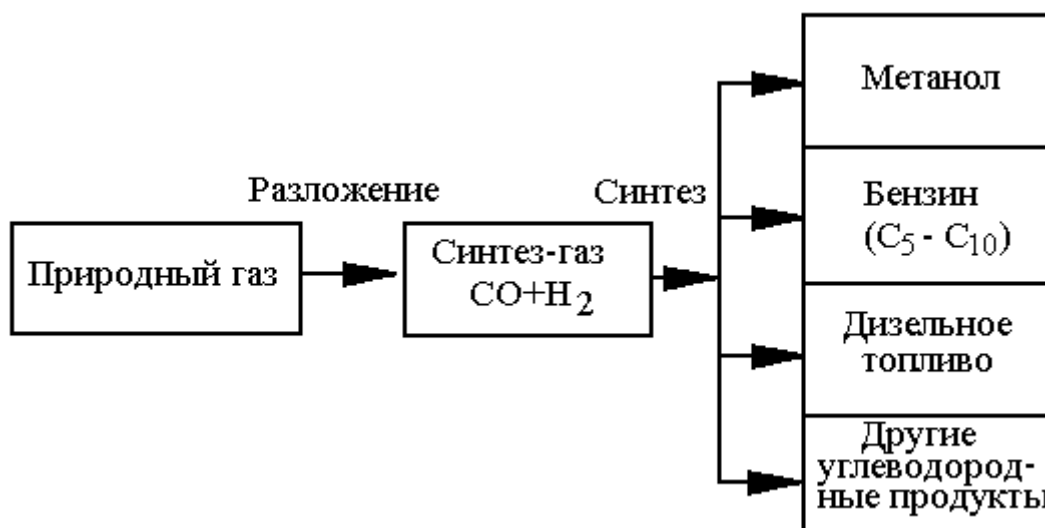 Природный газ
Разложение
Синтез-газ
CO+H2
Синтез
Метанол
Бензин
(C5 - C10)
Дизельное
топливо
Другие
углеводород-
ные продукты